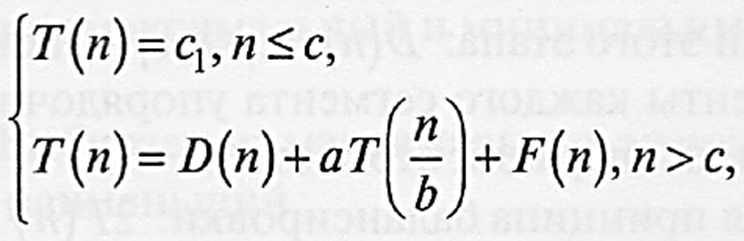 T(n) = c₁, n ≤ c,
T(n) = D(n) + aT(n/b) + F(n), n > c,